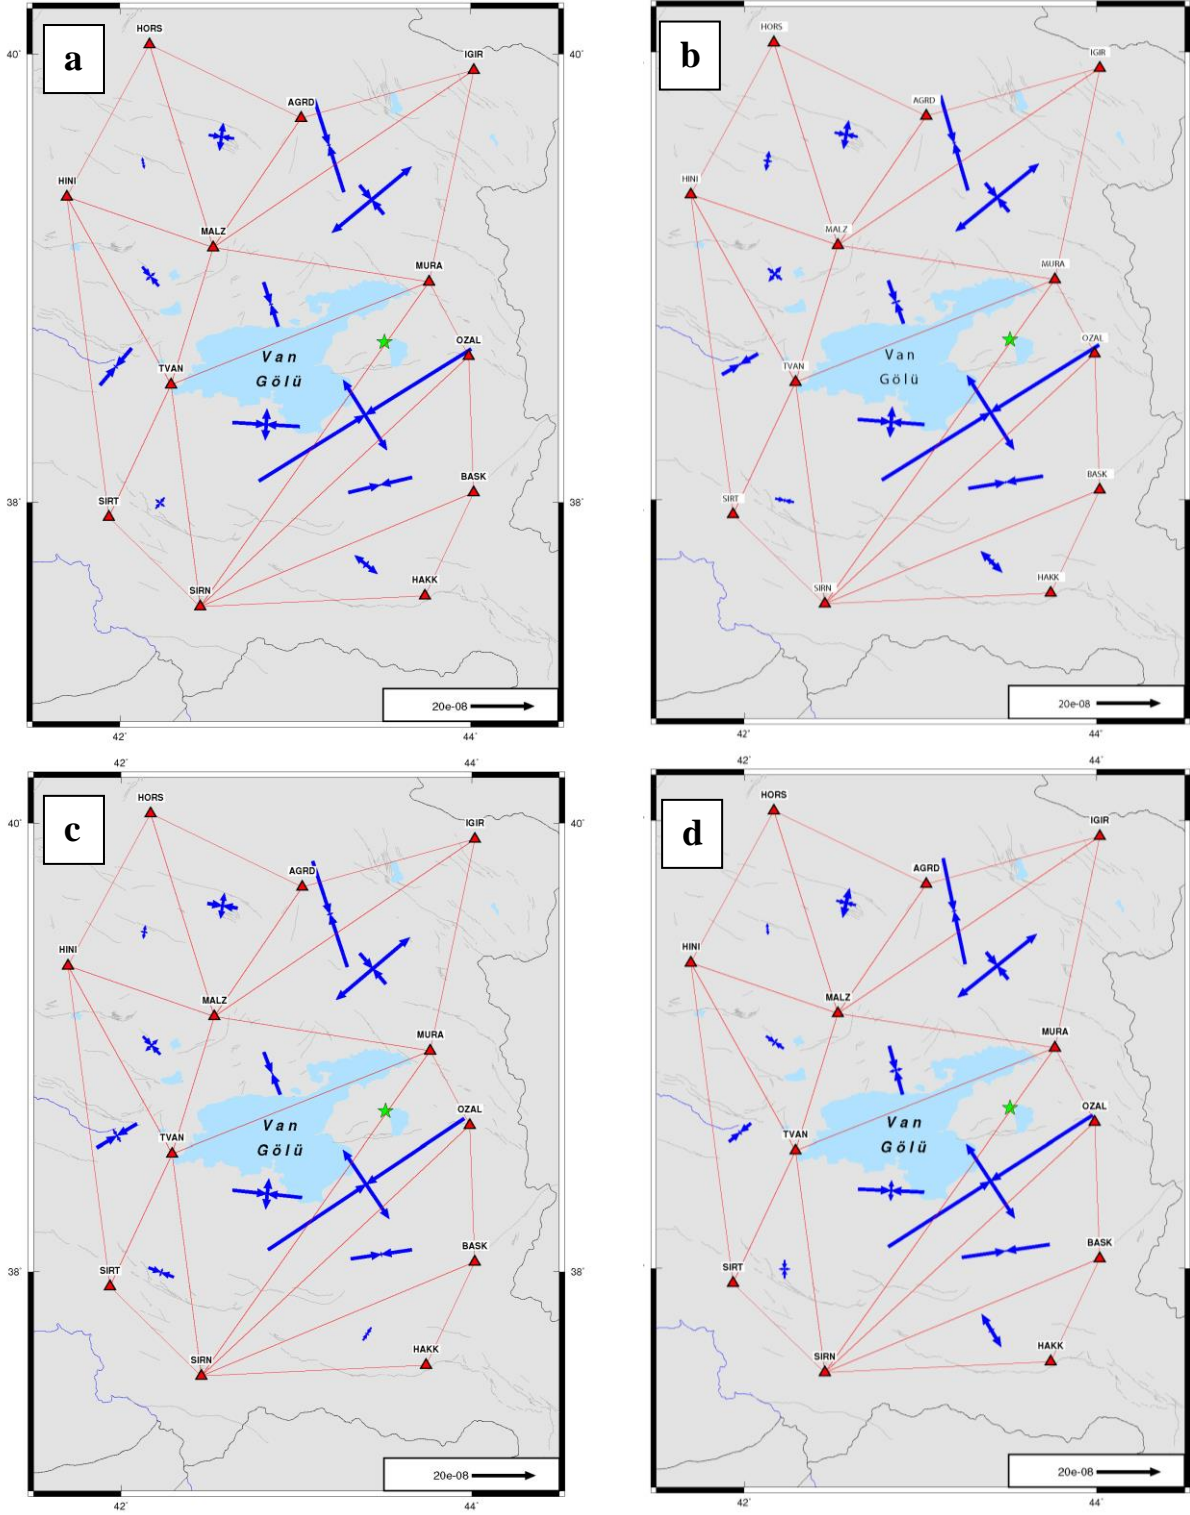 a
HORS
IGIR
40°
40°
AGRD
HINI
MALZ
MURA
OZAL
TVAN
Van
Gölü
BASK
SIRT
38°
38°
HAKK
SIRN
20e-08
42°
44°
b
HORS
IGIR
AGRD
HINI
MALZ
MURA
OZAL
TVAN
Van
Gölü
BASK
SIRT
HAKK
SIRN
20e-08
42°
44°
42°
44°
c
HORS
IGIR
40°
40°
AGRD
HINI
MALZ
MURA
OZAL
TVAN
Van
Gölü
BASK
SIRT
38°
38°
HAKK
SIRN
20e-08
42°
44°
42°
44°
d
HORS
IGIR
AGRD
HINI
MALZ
MURA
OZAL
TVAN
Van
Gölü
BASK
SIRT
HAKK
SIRN
20e-08
42°
44°